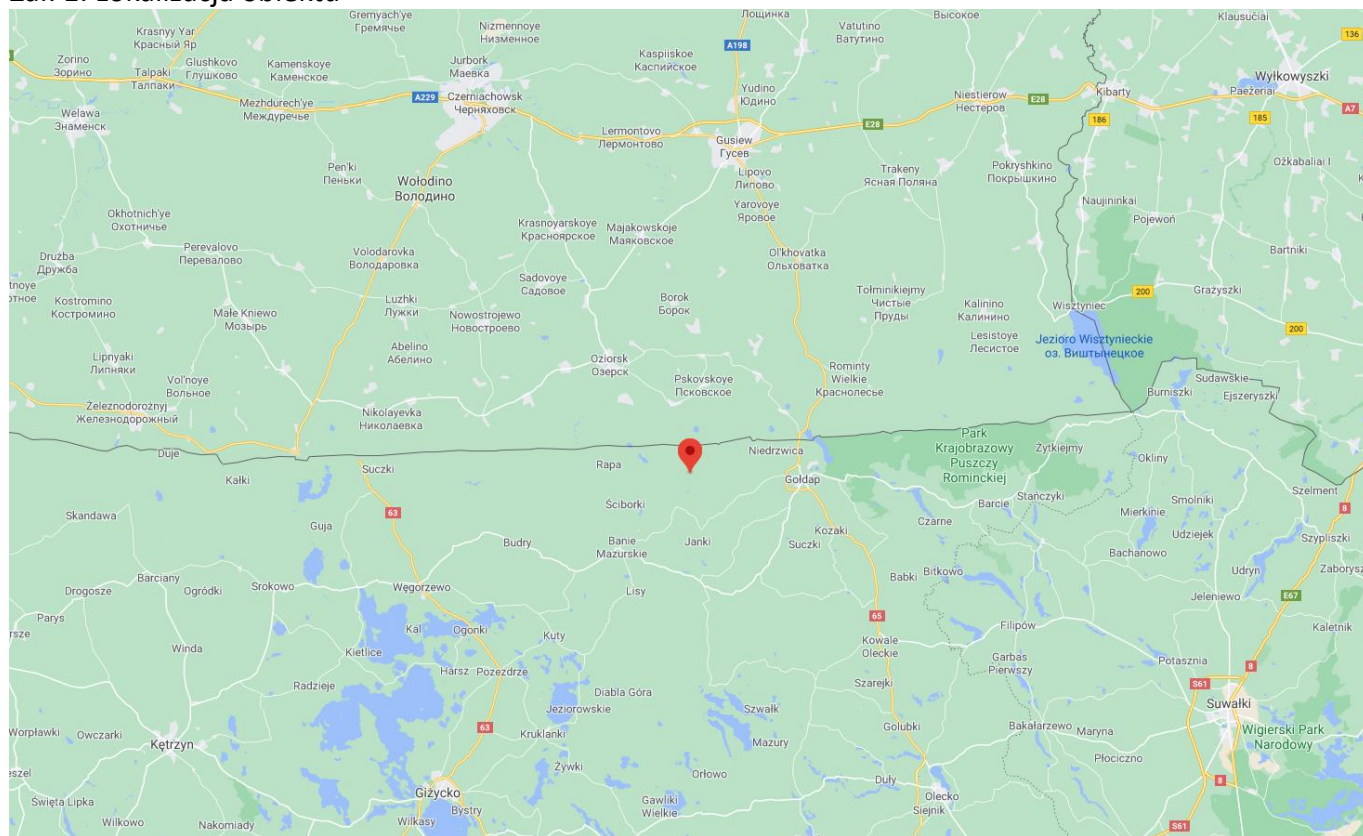 Gremyach'ye
Гремячье
Nizmennoye
Низменное
Лощинка
Vatutino
Ватутино
Высокое
Klausučiai
136
Krasnyy Yar
Красный Яр
Zorino
Зорино
Talpaki
Талпаки
Glushkovo
Глушково
Kamenskoye
Каменское
Jurbork
Маевка
Kaspiiskoe
Каспийское
A198
Wyłkowyszki
Mezhdurech'ye
Междуречье
A229
Czerniachowsk
Черняховск
Yudino
Юдино
Niestierow
Нестеров
E28
Kibarty
Paežeriai
A7
Welawa
Знаменск
Lermontovo
Лермонтово
Gusiew
Гусев
E28
186
185
Pen'ki
Пеньки
Wołodino
Володино
Lipovo
Липово
Trakeny
Ясная Поляна
Pokryshkino
Покрышкино
Ožkabaliai I
Yarovoye
Яровое
Naujininkai
Pojewoń
Okhotnich'ye
Охотничье
Krasnoyarskoye
Красноярское
Majakowskoje
Маяковское
Perevalovo
Перевалово
Volodarovka
Володаровка
Ol'khovatka
Ольховатка
Bartniki
Drużba
Дружба
Sadovoye
Садовое
Kostromino
Костромино
Małe Kniewo
Мозырь
Luzhki
Лужки
Nowostrojewo
Новостроево
Borok
Борок
Tołminikiejmy
Чистые
Пруды
Kalinino
Калинино
Wisztyniec
200
Grażyszki
200
Lipnyaki
Липняки
Abelino
Абелино
Lesistoye
Лесистое
Jezioro Wisztynieckie
оз. Виштынецкое
Vol'noye
Вольное
Oziorsk
Озерск
Pskovskoye
Псковское
Rominty
Wielkie
Краснолесье
Sudawskie
Burniszki
Ejszeryszki
Żeleznodorożnyj
Железнодорожный
Nikolayevka
Николаевка
Duje
Kałki
Suczki
Rapa
Niedrzwica
Gołdap
Park
Krajobrazowy
Puszczy
Rominckiej
Żytkiejmy
Okliny
Szelment
8
Skandawa
Guja
63
Ściborki
Stańczyki
Barcie
Smolniki
Mierkinie
Udziejek
Szypliszki
Budry
Banie
Mazurskie
Janki
Kozaki
Suczki
Czarne
Bachanowo
Udryn
Zaborysz
Barciany
Drogosze
Ogródki
Srokowo
Węgorzewo
Lisy
Babki
Bitkowo
Jeleniewo
E67
Parys
Winda
Kal
Ogonki
Kuty
65
Kowale
Oleckie
Filipów
Kaletnik
Kietlice
Radzieje
Harsz
Pozezdrze
Diabla Góra
Jeziorowskie
Szarejki
Garbas
Pierwszy
Potasznia
8
S61
Suwałki
Worpławki
Owczarki
Kętrzyn
63
Kruklanki
Szwałk
Mazury
Golubki
Bakałarzewo
Maryna
Płociczno
Wigierski Park
Narodowy
Żywki
Orłowo
Duły
Olecko
Siejnik
8
Święta Lipka
Wilkowo
Nakomiady
Giżycko
Bystry
Wilkasy
Gawliki
Wielkie
S61